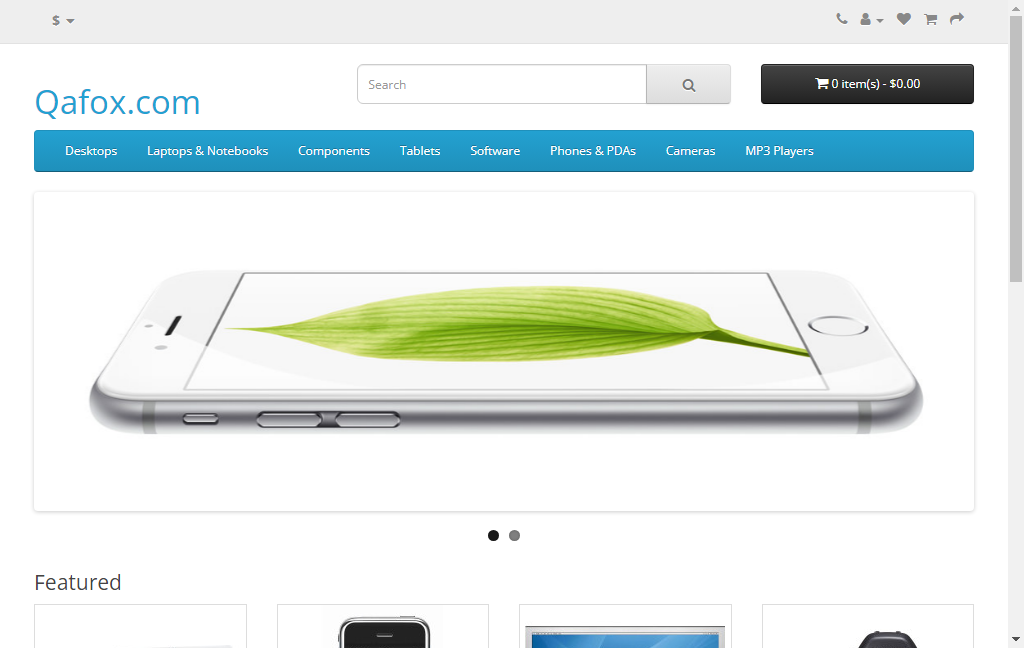 $
Search
0 item(s) - $0.00
Qafox.com
Desktops
Laptops & Notebooks
Components
Tablets
Software
Phones & PDAs
Cameras
MP3 Players
Featured